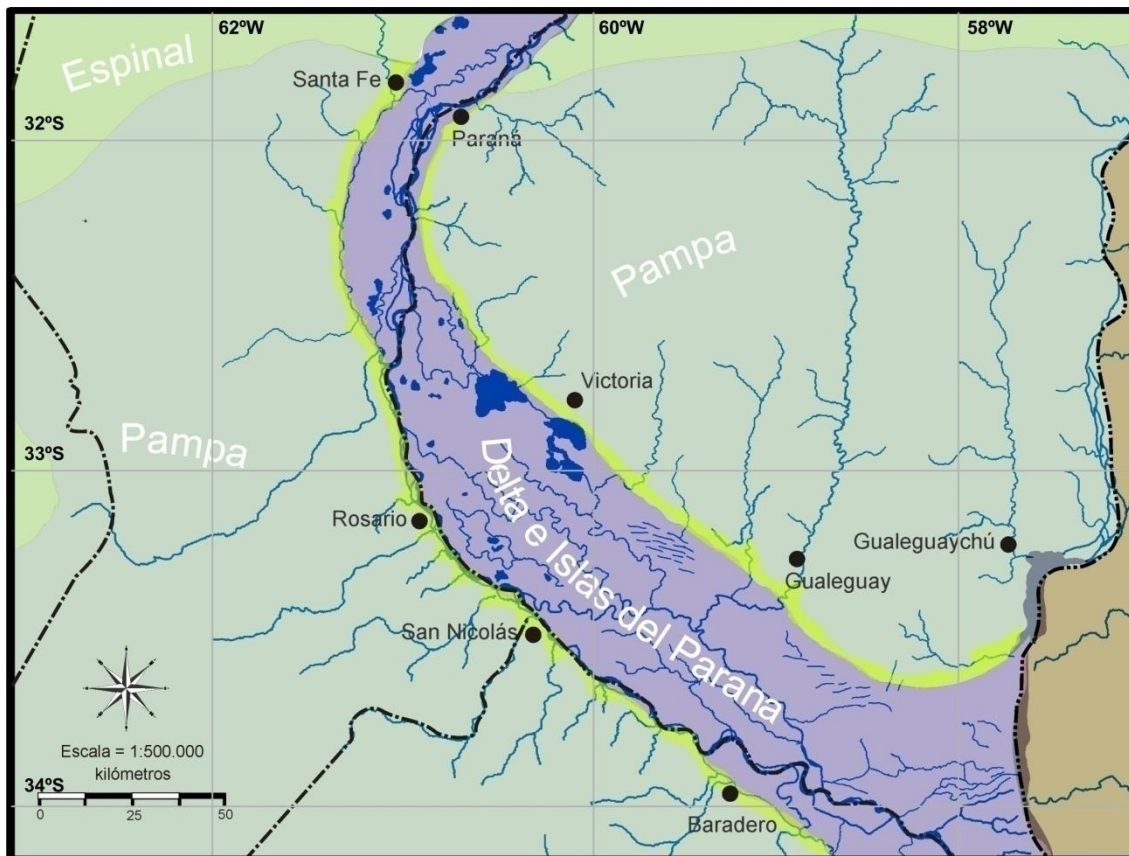 62ºW
60ºW
58ºW
Espinal
Santa Fe
32ºS
Paraná
Pampa
Victoria
Pampa
33ºS
Delta e Islas del Parana
Rosario
Gualeguaychú
Gualeguay
San Nicolás
Escala = 1:500.000
kilómetros
34ºS
0 25 50
Baradero